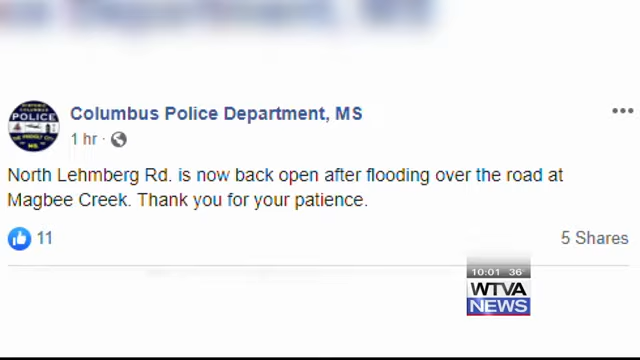 Columbus Police Department, MS
1 hr
POLICE
North Lehmberg Rd. is now back open after flooding over the road at
Magbee Creek. Thank you for your patience.
11
5 Shares
10:01 36°
WTVA
NEWS